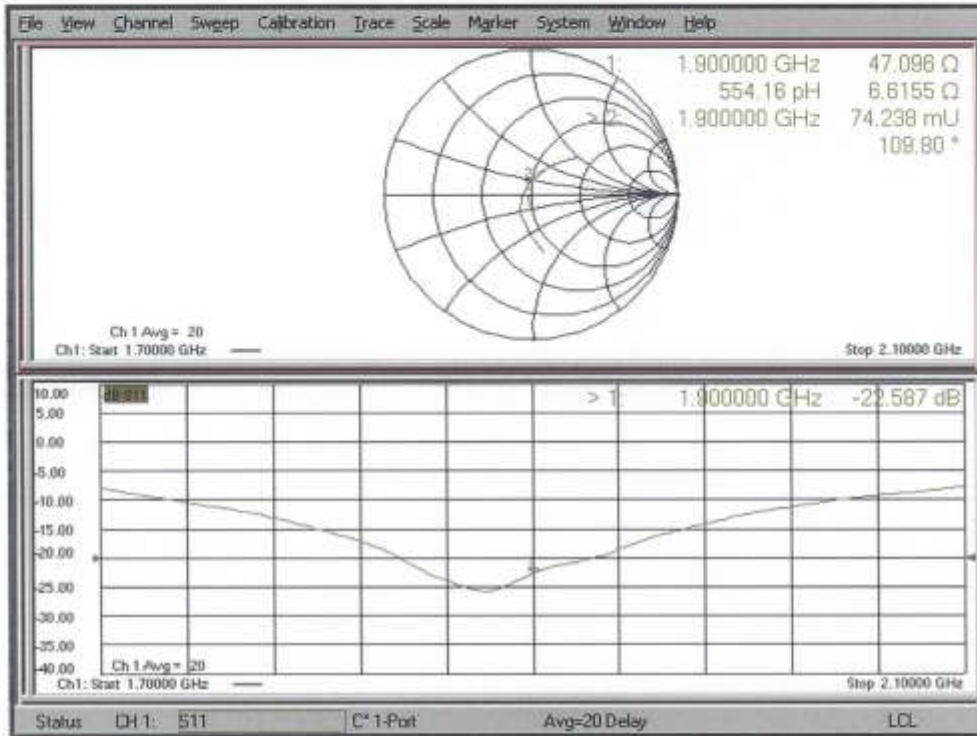 File View Channel Sweep Calibration Trace Scale Marker System Window Help
1: 1.900000 GHz 47.096 Ω
554.16 pH 6.6155 Ω
> 2: 1.900000 GHz 74.238 mU
109.80 °
Ch 1 Avg = 20
Ch1: Start 1.70000 GHz Stop 2.10000 GHz
10.00 dB S11 > 1: 1.900000 GHz -22.587 dB
5.00
0.00
-5.00
-10.00
-15.00
-20.00
-25.00
-30.00
-35.00
-40.00 Ch 1 Avg = 20
Ch1: Start 1.70000 GHz Stop 2.10000 GHz
Status CH 1: S11 C* 1-Port Avg=20 Delay LCL